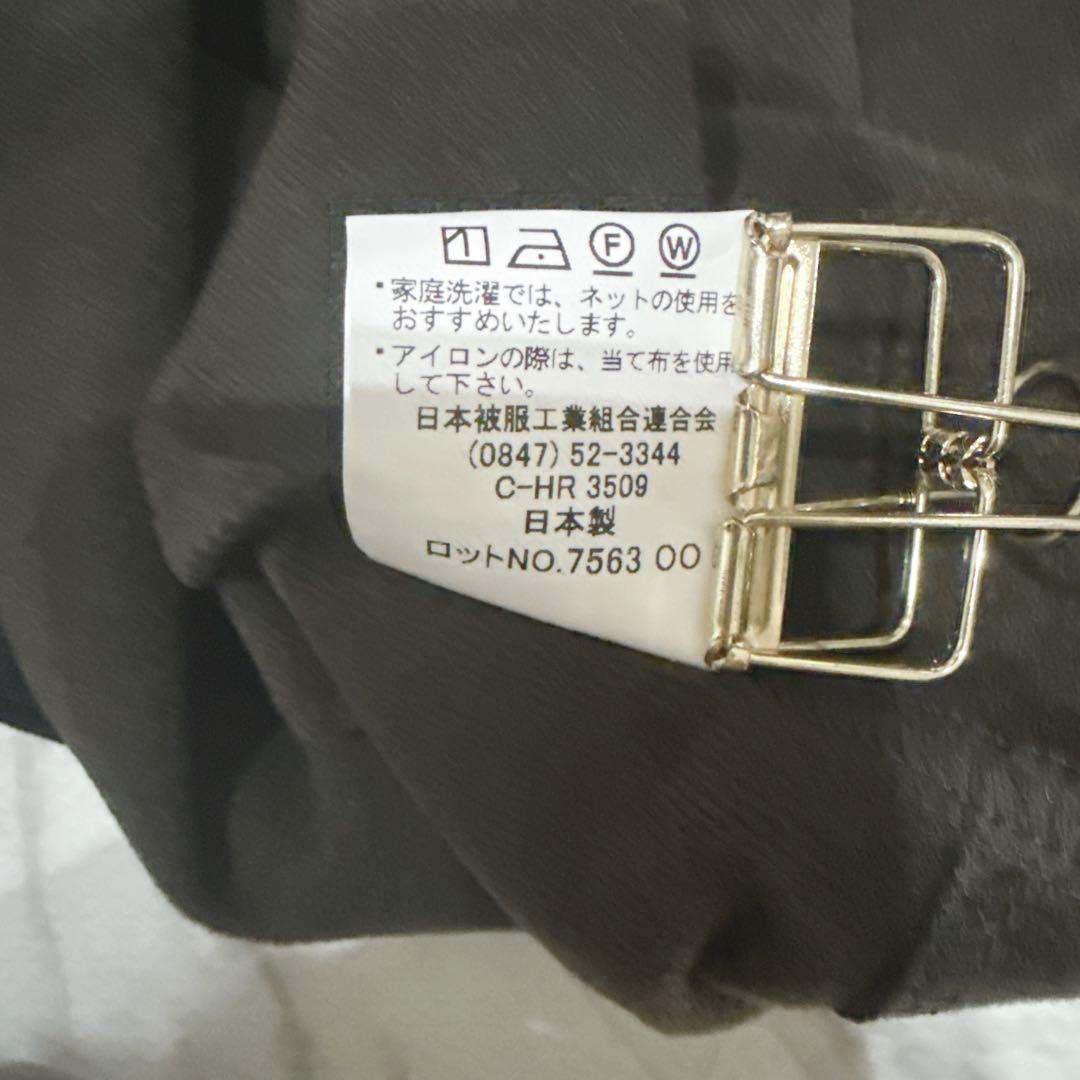 F W
・家庭洗濯では、ネットの使用を
おすすめいたします。
・アイロンの際は、当て布を使用
して下さい。
日本被服工業組合連合会
(0847) 52-3344
C-HR 3509
日本製
ロットNO.7563 00